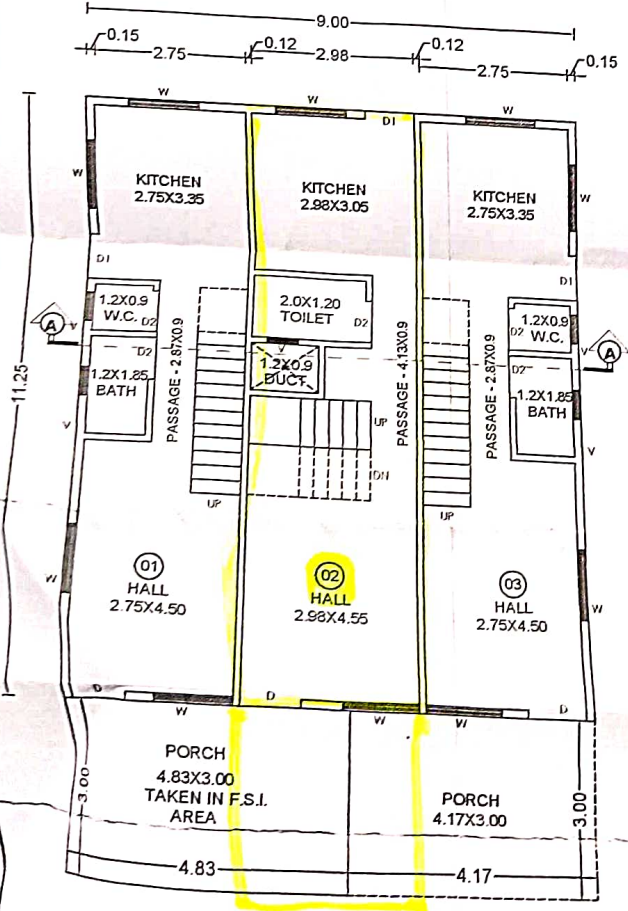 9.00
0.15
2.75
0.12
2.98
0.12
2.75
0.15
W
W
W
D1
W
KITCHEN
2.75X3.35
KITCHEN
2.98X3.05
KITCHEN
2.75X3.35
W
D1
D1
11.25
A
V
1.2X0.9
W.C.
D2
D2
1.2X1.85
BATH
V
PASSAGE - 2.87X0.9
UP
2.0X1.20
TOILET
D2
V
1.2X0.9
DUCT
UP
DN
PASSAGE - 4.13X0.9
PASSAGE - 2.87X0.9
UP
1.2X0.9
W.C.
D2
D2
1.2X1.85
BATH
V
V
A
W
01
HALL
2.75X4.50
02
HALL
2.98X4.55
03
HALL
2.75X4.50
W
D
W
D
W
W
D
3.00
PORCH
4.83X3.00
TAKEN IN F.S.I.
AREA
PORCH
4.17X3.00
3.00
4.83
4.17